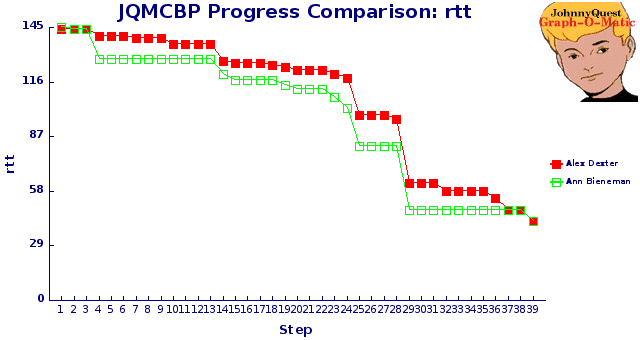 JQMCBP Progress Comparison: rtt
JohnnyQuest
Graph-O-Matic
145
116
87
58
29
0
rtt
1 2 3 4 5 6 7 8 9 10 11 12 13 14 15 16 17 18 19 20 21 22 23 24 25 26 27 28 29 30 31 32 33 34 35 36 37 38 39
Step
Alex Dexter
Ann Bieneman